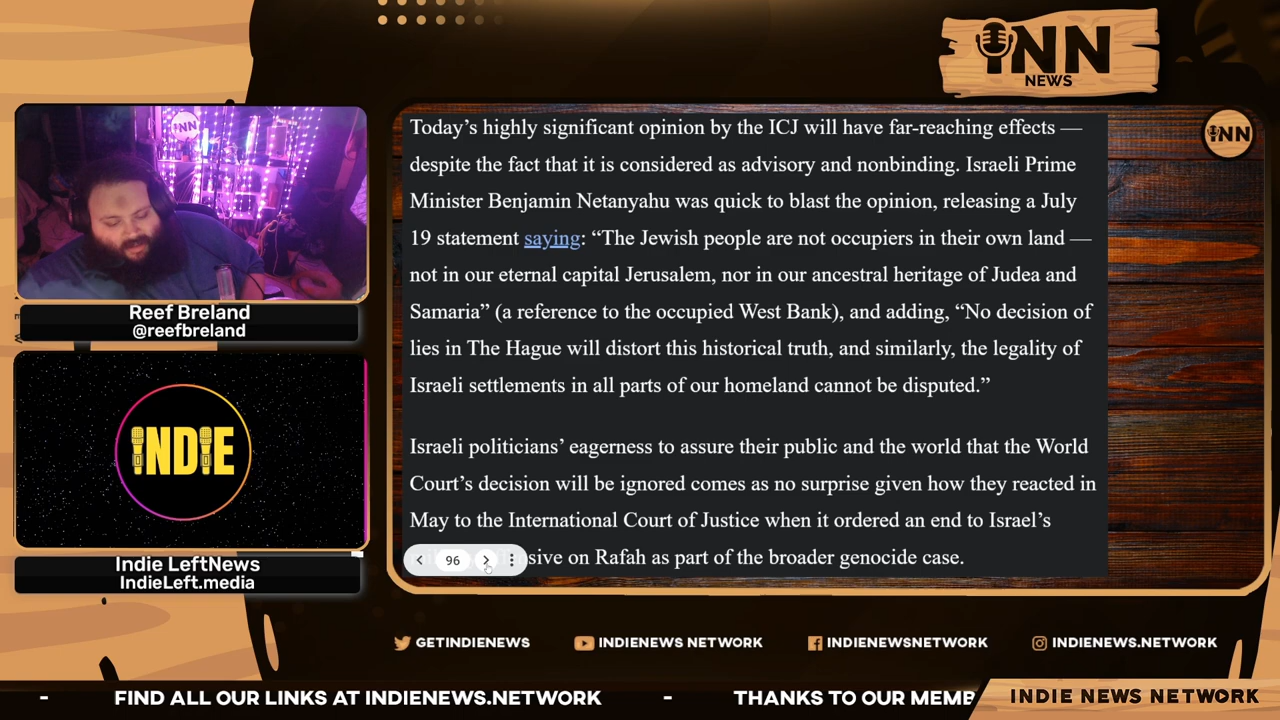 INN
NEWS
INN
Today’s highly significant opinion by the ICJ will have far-reaching effects —
despite the fact that it is considered as advisory and nonbinding. Israeli Prime
Minister Benjamin Netanyahu was quick to blast the opinion, releasing a July
19 statement saying: “The Jewish people are not occupiers in their own land —
not in our eternal capital Jerusalem, nor in our ancestral heritage of Judea and
Samaria” (a reference to the occupied West Bank), and adding, “No decision of
lies in The Hague will distort this historical truth, and similarly, the legality of
Israeli settlements in all parts of our homeland cannot be disputed.”
Israeli politicians’ eagerness to assure their public and the world that the World
Court’s decision will be ignored comes as no surprise given how they reacted in
May to the International Court of Justice when it ordered an end to Israel’s
sive on Rafah as part of the broader genocide case.
96
INN
Reef Breland
@reefbreland
INDIE
Indie LeftNews
IndieLeft.media
GETINDIENEWS
INDIENEWS NETWORK
INDIENEWSNETWORK
INDIENEWS.NETWORK
- FIND ALL OUR LINKS AT INDIENEWS.NETWORK - THANKS TO OUR MEMB
INDIE NEWS NETWORK